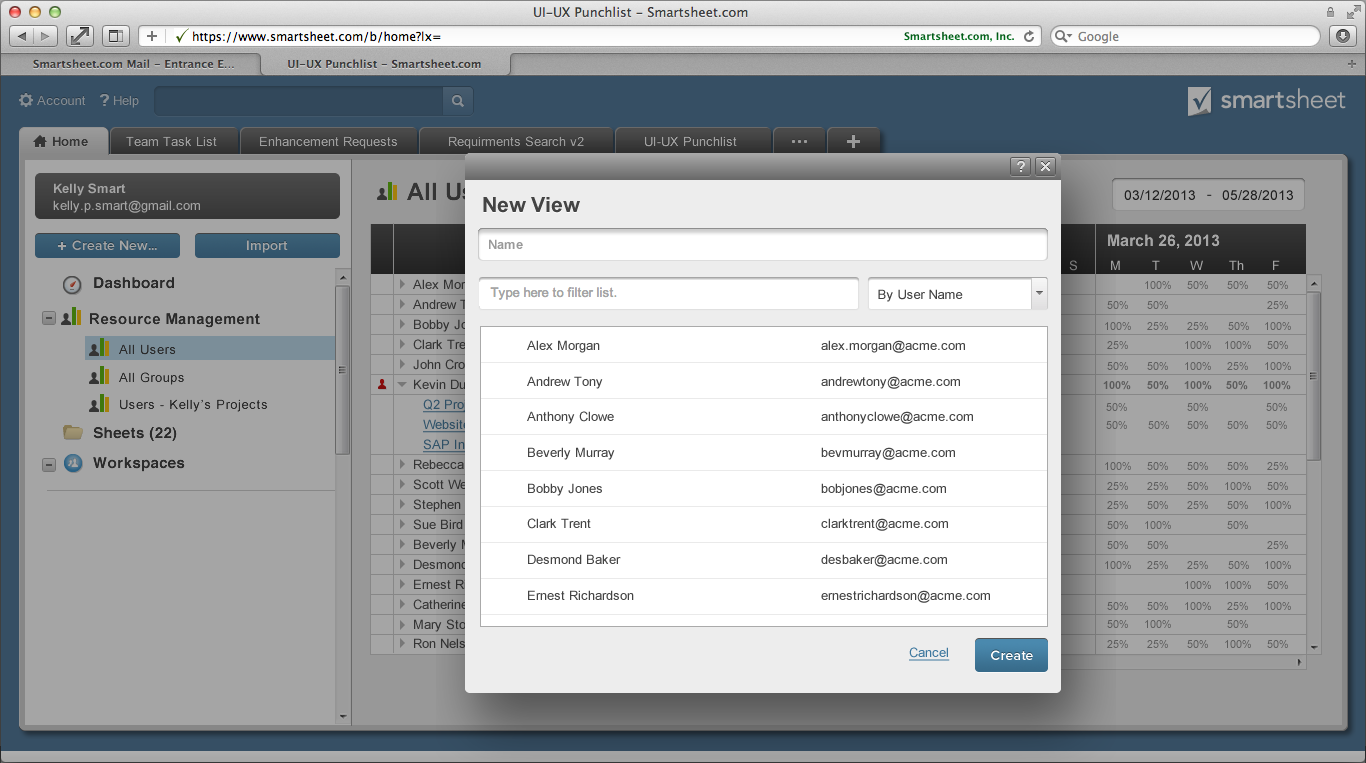 UI-UX Punchlist – Smartsheet.com
https://www.smartsheet.com/b/home?lx=
Smartsheet.com, Inc.
Google
Smartsheet.com Mail – Entrance E...
UI-UX Punchlist – Smartsheet.com
Account
? Help
smartsheet
Home
Team Task List
Enhancement Requests
Requirments Search v2
UI-UX Punchlist
...
+
Kelly Smart
kelly.p.smart@gmail.com
+ Create New...
Import
Dashboard
Resource Management
All Users
All Groups
Users - Kelly's Projects
Sheets (22)
Workspaces
All Us
03/12/2013 - 05/28/2013
March 26, 2013
S M T W Th F
Alex Mor 100% 50% 50% 50%
Andrew T 50% 50% 25%
Bobby Jo 100% 25% 25% 50% 100%
Clark Tren 25% 100% 50% 50%
John Cro 50% 50% 100% 25% 100%
Kevin Du 100% 50% 100% 50% 100%
Q2 Pro 50% 50% 50%
Website 50% 50% 50% 50% 50%
SAP In
Rebecca 100% 50% 50% 50% 25%
Scott We 25% 25% 50% 100% 50%
Stephen 25% 50% 50% 50% 100%
Sue Bird 50% 100% 50%
Beverly M 50% 50% 25%
Desmond 100% 25% 25% 50% 100%
Ernest Ri 100% 100% 50%
Catherine 50% 50% 100% 25% 100%
Mary Sto 50% 100% 50%
Ron Nels 25% 25% 50% 100% 50%
?
New View
Name
Type here to filter list.
By User Name
Alex Morgan alex.morgan@acme.com
Andrew Tony andrewtony@acme.com
Anthony Clowe anthonyclowe@acme.com
Beverly Murray bevmurray@acme.com
Bobby Jones bobjones@acme.com
Clark Trent clarktrent@acme.com
Desmond Baker desbaker@acme.com
Ernest Richardson ernestrichardson@acme.com
Cancel
Create